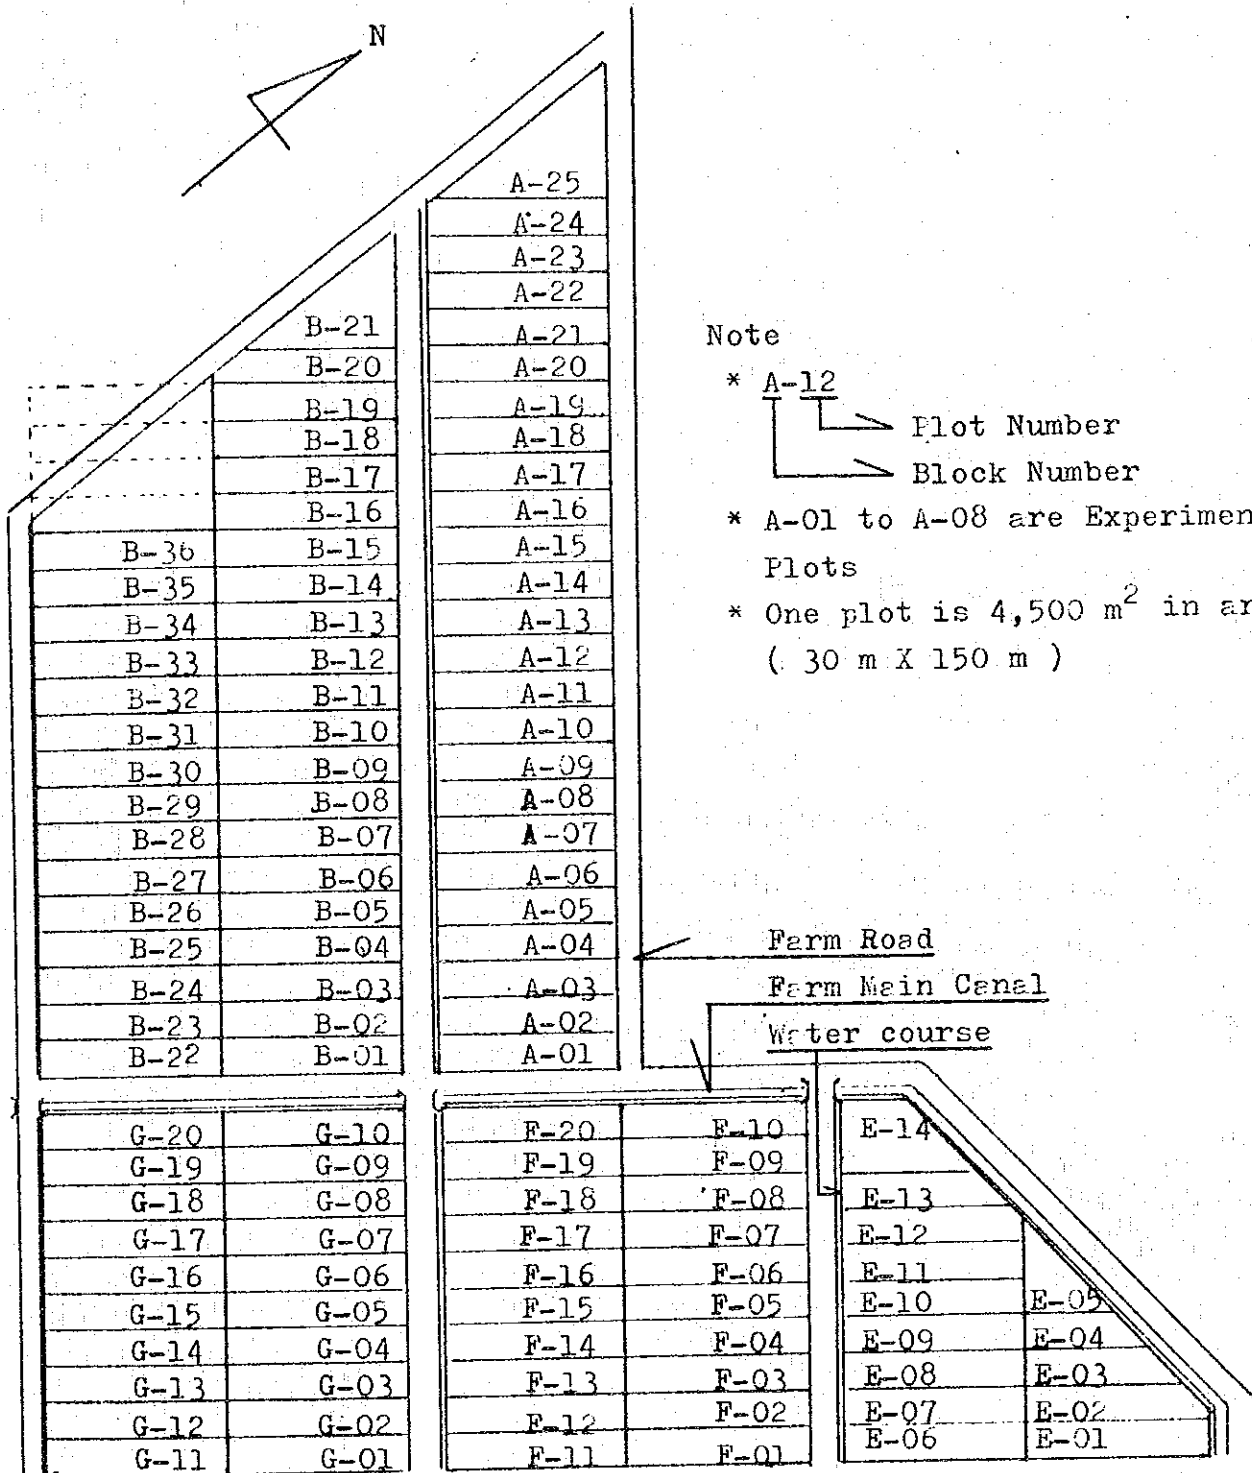 N
A-25
A-24
A-23
A-22
A-21
A-20
A-19
A-18
A-17
A-16
A-15
A-14
A-13
A-12
A-11
A-10
A-09
A-08
A-07
A-06
A-05
A-04
A-03
A-02
A-01
B-21
B-20
B-19
B-18
B-17
B-16
B-36 B-15
B-35 B-14
B-34 B-13
B-33 B-12
B-32 B-11
B-31 B-10
B-30 B-09
B-29 B-08
B-28 B-07
B-27 B-06
B-26 B-05
B-25 B-04
B-24 B-03
B-23 B-02
B-22 B-01
Note
* A-12
Plot Number
Block Number
* A-01 to A-08 are Experimen
Plots
* One plot is 4,500 m² in ar
( 30 m X 150 m )
Farm Road
Farm Main Canal
Water course
G-20 G-10
G-19 G-09
G-18 G-08
G-17 G-07
G-16 G-06
G-15 G-05
G-14 G-04
G-13 G-03
G-12 G-02
G-11 G-01
F-20 F-10
F-19 F-09
F-18 F-08
F-17 F-07
F-16 F-06
F-15 F-05
F-14 F-04
F-13 F-03
F-12 F-02
F-11 F-01
E-14
E-13
E-12
E-11
E-10 E-05
E-09 E-04
E-08 E-03
E-07 E-02
E-06 E-01